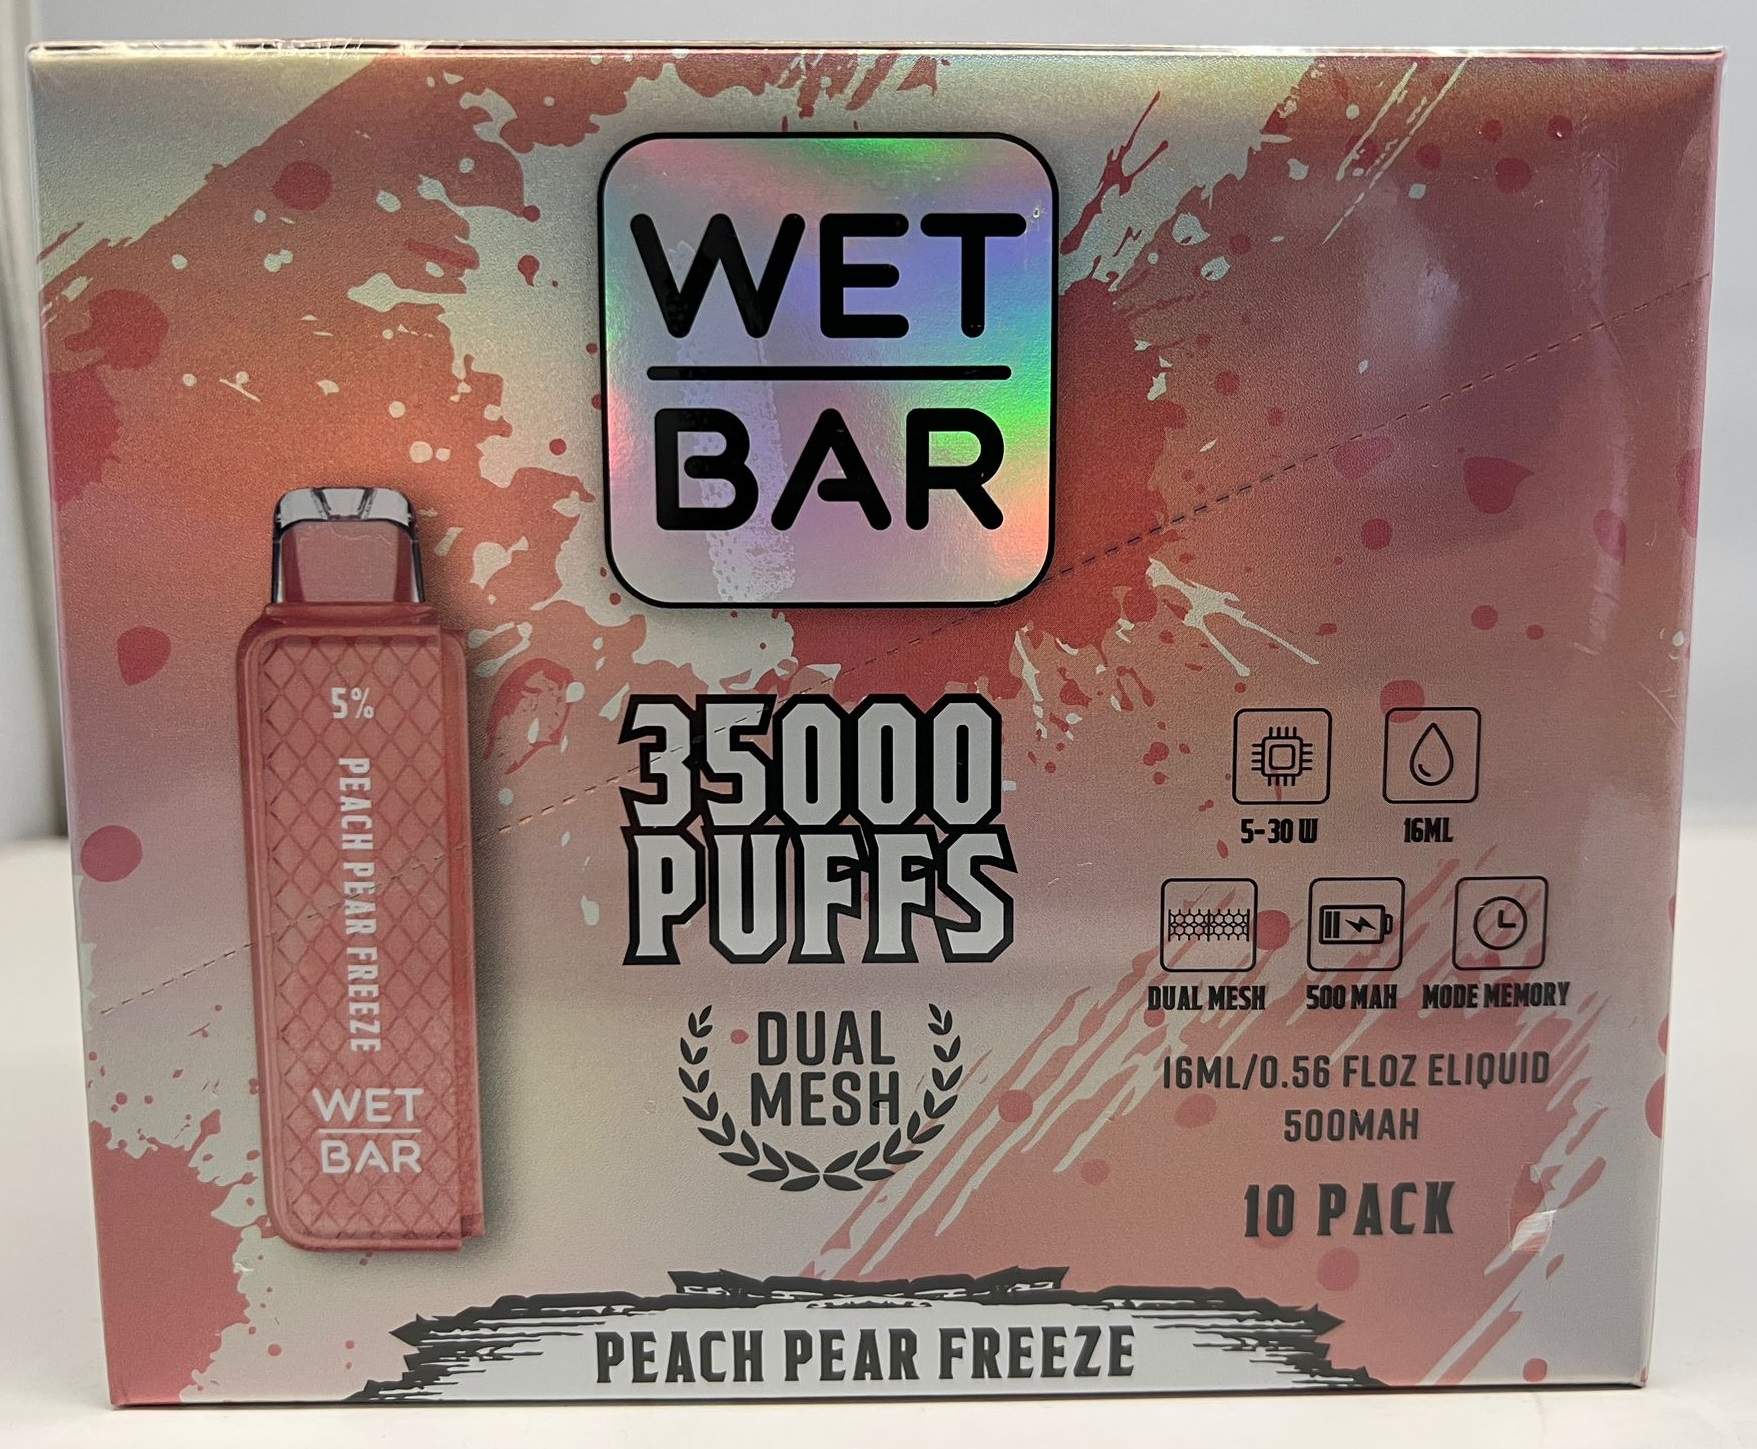 WET
BAR
5%
PEACH PEAR FREEZE
WET
BAR
35000
PUFFS
DUAL
MESH
5-30 W
16ML
DUAL MESH
500 MAH
MODE MEMORY
16ML/0.56 FLOZ ELIQUID
500MAH
10 PACK
PEACH PEAR FREEZE